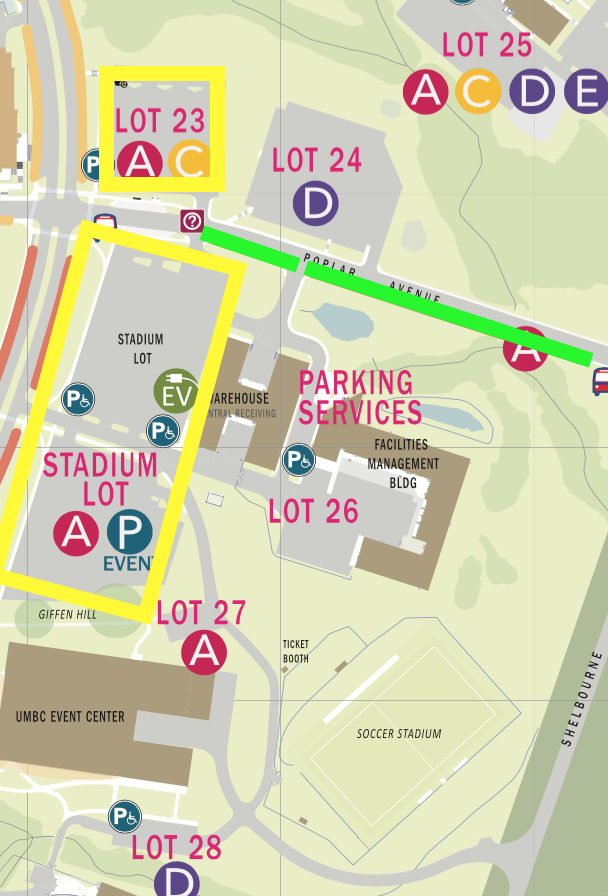 LOT 25
A C D E
LOT 23
A C
P
LOT 24
D
?
POPLAR AVENUE
A
STADIUM
LOT
EV
P
P
WAREHOUSE
CENTRAL RECEIVING
PARKING
SERVICES
FACILITIES
MANAGEMENT
BLDG
P
STADIUM
LOT
A P
EVENT
LOT 26
GIFFEN HILL
LOT 27
A
TICKET
BOOTH
UMBC EVENT CENTER
SOCCER STADIUM
SHELBOURNE
P
LOT 28
D